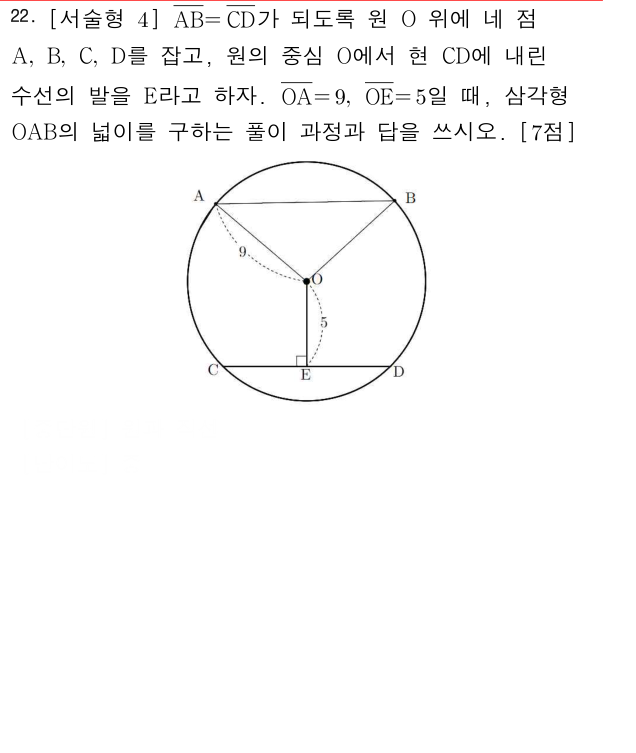 22. [서술형 4] AB=CD가 되도록 원 O 위에 네 점
A, B, C, D를 잡고, 원의 중심 O에서 현 CD에 내린
수선의 발을 E라고 하자. OA=9, OE=5일 때, 삼각형
OAB의 넓이를 구하는 풀이 과정과 답을 쓰시오. [7점]
A
B
9
O
5
C
E
D